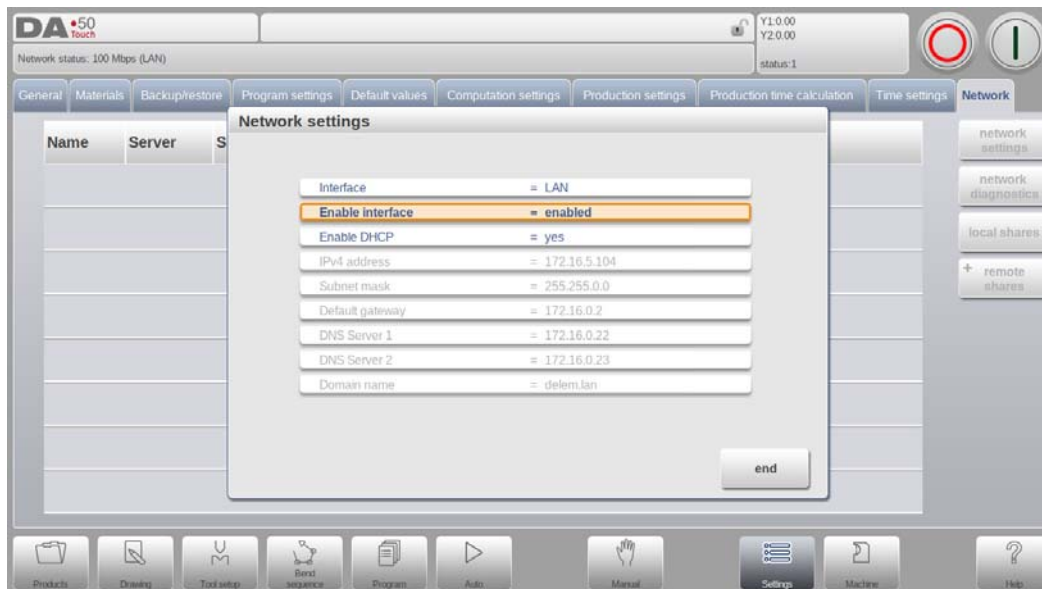 DA 50
Touch
Y1:0.00
Y2:0.00
Network status: 100 Mbps (LAN)
status:1
General Materials Backup/restore Program settings Default values Computation settings Production settings Production time calculation Time settings Network
Network settings
Name Server S
network
settings
network
diagnostics
local shares
+ remote
shares
Interface = LAN
Enable interface = enabled
Enable DHCP = yes
IPv4 address = 172.16.5.104
Subnet mask = 255.255.0.0
Default gateway = 172.16.0.2
DNS Server 1 = 172.16.0.22
DNS Server 2 = 172.16.0.23
Domain name = delem.lan
end
Products Drawing Tool setup Bend
sequence Program Auto Manual Settings Machine Help